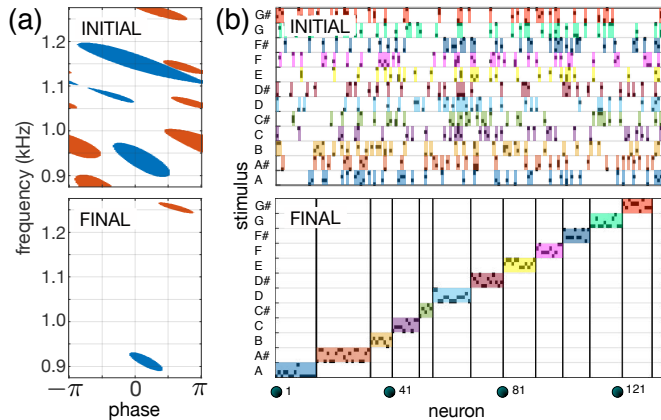 (a)
INITIAL
1.2
1.1
1.0
0.9
frequency (kHz)
FINAL
1.2
1.1
1.0
0.9
−π 0 π
phase
(b)
INITIAL
G#
G
F#
F
E
D#
D
C#
C
B
A#
A
stimulus
FINAL
G#
G
F#
F
E
D#
D
C#
C
B
A#
A
1 41 81 121
neuron